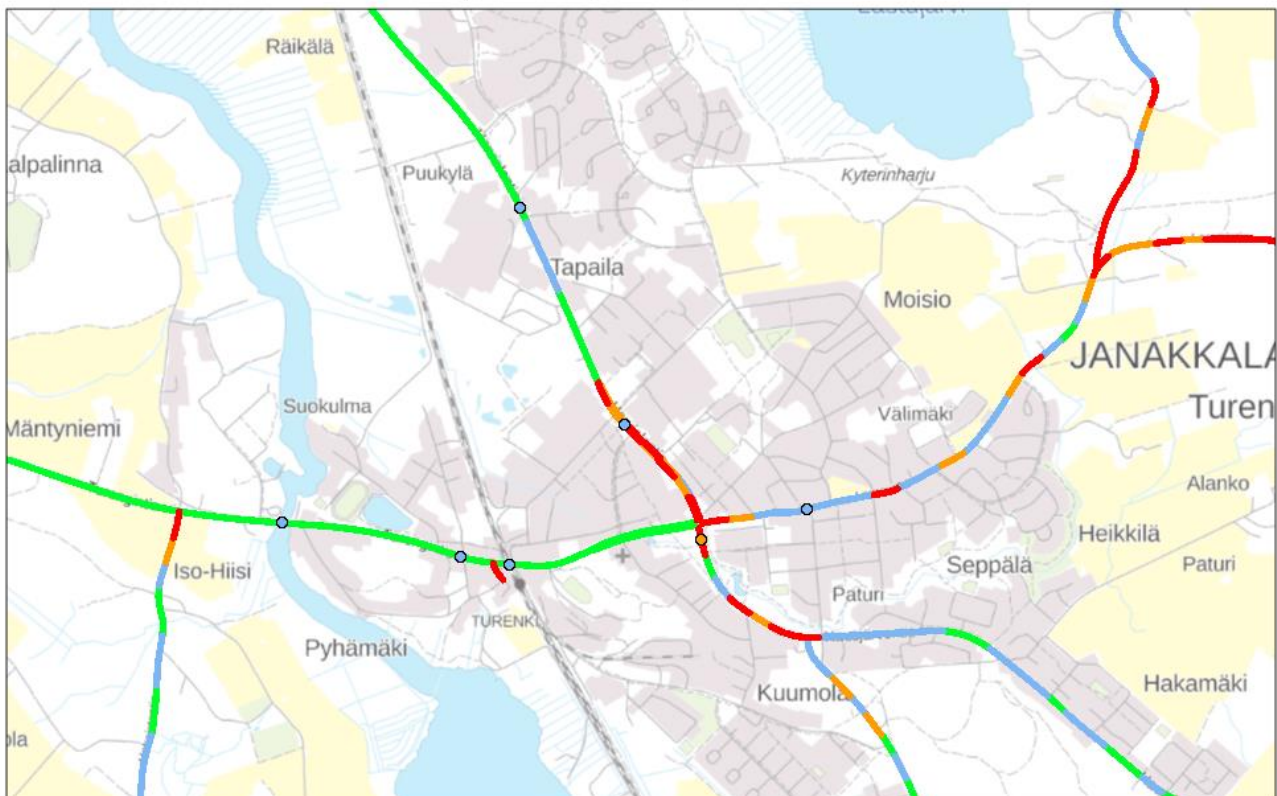 Räikälä
alpalinna
Puukylä
Kyterinharju
Tapaila
Moisio
JANAKKALA
Turen
Suokulma
Välimäki
Mäntyniemi
Alanko
Heikkilä
Iso-Hiisi
Seppälä
Paturi
Paturi
TURENKI
Pyhämäki
Kuumola
Hakamäki
ola